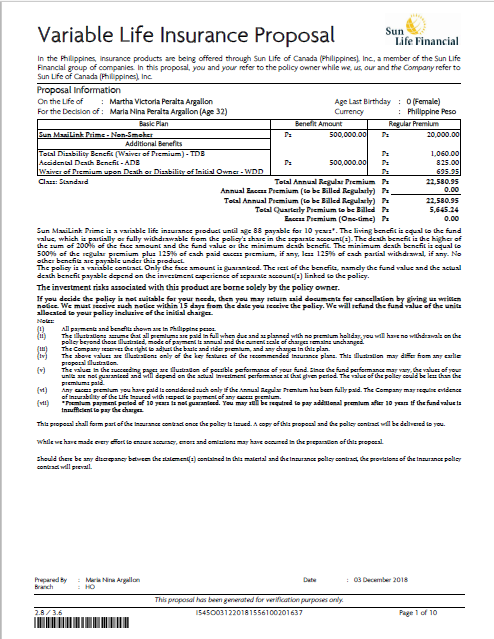 Variable Life Insurance Proposal
Sun
Life Financial
In the Philippines, insurance products are being offered through Sun Life of Canada (Philippines), Inc., a member of the Sun Life
Financial group of companies. In this proposal, you and your refer to the policy owner while we, us, our and the Company refer to
Sun Life of Canada (Philippines), Inc.
Proposal Information
On the Life of : Martha Victoria Peralta Argallon Age Last Birthday : 0 (Female)
For the Decision of : Maria Nina Peralta Argallon (Age 32) Currency : Philippine Peso
Basic Plan Benefit Amount Regular Premium
Sun MaxiLink Prime - Non-Smoker Ps 500,000.00 Ps 20,000.00
Additional Benefits
Total Disability Benefit (Waiver of Premium) - TDB Ps 1,060.00
Accidental Death Benefit - ADB Ps 500,000.00 Ps 825.00
Waiver of Premium upon Death or Disability of Initial Owner - WDD Ps 695.95
Class: Standard Total Annual Regular Premium Ps 22,580.95
Annual Excess Premium (to be Billed Regularly) Ps 0.00
Total Annual Premium (to be Billed Regularly) Ps 22,580.95
Total Quarterly Premium to be Billed Ps 5,645.24
Excess Premium (One-time) Ps 0.00
Sun MaxiLink Prime is a variable life insurance product until age 88 payable for 10 years*. The living benefit is equal to the fund
value, which is partially or fully withdrawable from the policy's share in the separate account(s). The death benefit is the higher of
the sum of 200% of the face amount and the fund value or the minimum death benefit. The minimum death benefit is equal to
500% of the regular premium plus 125% of each paid excess premium, if any, less 125% of each partial withdrawal, if any. No
other benefits are payable under this product.
The policy is a variable contract. Only the face amount is guaranteed. The rest of the benefits, namely the fund value and the actual
death benefit payable depend on the investment experience of separate account(s) linked to the policy.
The investment risks associated with this product are borne solely by the policy owner.
If you decide the policy is not suitable for your needs, then you may return said documents for cancellation by giving us written
notice. We must receive such notice within 15 days from the date you receive the policy. We will refund the fund value of the units
allocated to your policy inclusive of the initial charges.
Notes:
(i) All payments and benefits shown are in Philippine pesos.
(ii) The illustrations assume that all premiums are paid in full when due and as planned with no premium holiday, you will have no withdrawals on the
policy beyond those illustrated, mode of payment is annual and the current scale of charges remains unchanged.
(iii) The Company reserves the right to adjust the basic and rider premium, and any charges in this plan.
(iv) The above values are illustrations only of the key features of the recommended insurance plans. This illustration may differ from any earlier
proposal illustration.
(v) The values in the succeeding pages are illustration of possible performance of your fund. Since the fund performance may vary, the values of your
units are not guaranteed and will depend on the actual investment performance at that given period. The value of the policy could be less than the
premiums paid.
(vi) Any excess premium you have paid is considered such only if the Annual Regular Premium has been fully paid. The Company may require evidence
of insurability of the Life Insured with respect to payment of any excess premium.
(vii) *Premium payment period of 10 years is not guaranteed. You may still be required to pay additional premium after 10 years if the fund value is
insufficient to pay the charges.
This proposal shall form part of the insurance contract once the policy is issued. A copy of this proposal and the policy contract will be delivered to you.
While we have made every effort to ensure accuracy, errors and omissions may have occurred in the preparation of this proposal.
Should there be any discrepancy between the statement(s) contained in this material and the insurance policy contract, the provisions of the insurance policy
contract will prevail.
Prepared By : Maria Nina Argallon Date : 03 December 2018
Branch : HO
This proposal has been generated for verification purposes only.
2.8 / 3.6 I545O03122018155610020​1637 Page 1 of 10